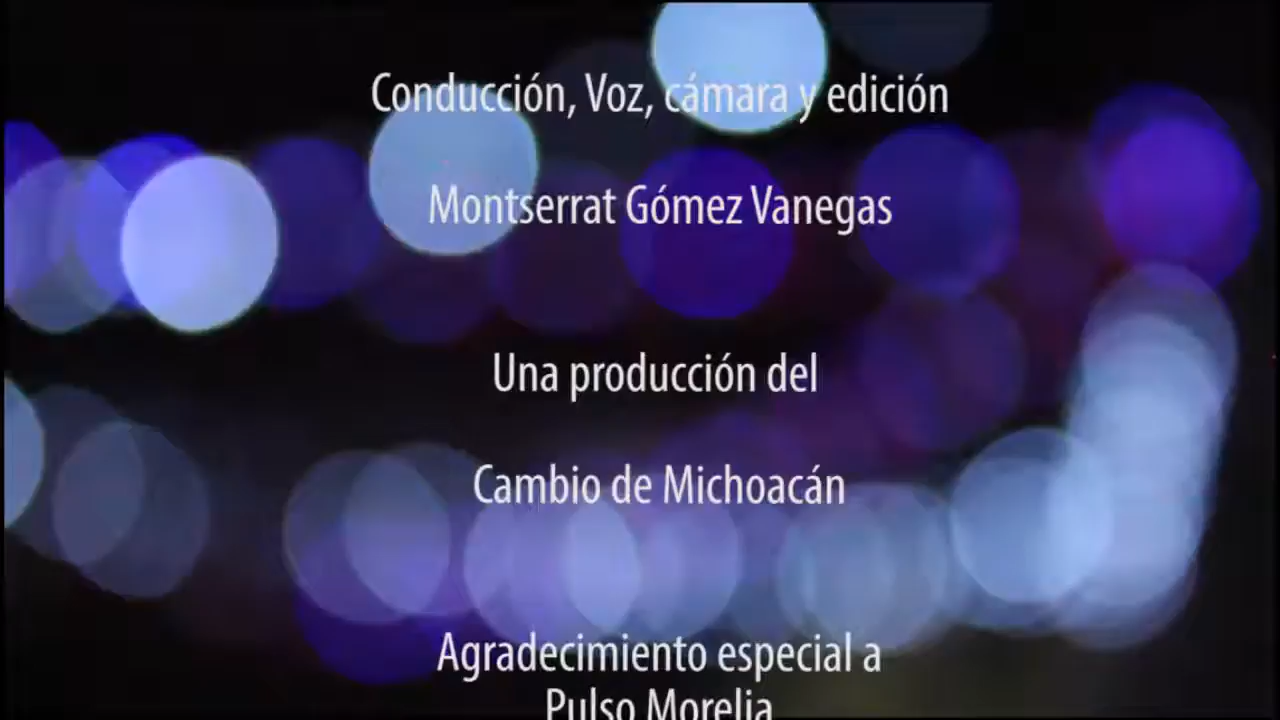 Conducción, Voz, cámara y edición
Montserrat Gómez Vanegas
Una producción del
Cambio de Michoacán
Agradecimiento especial a
Pulso Morelia